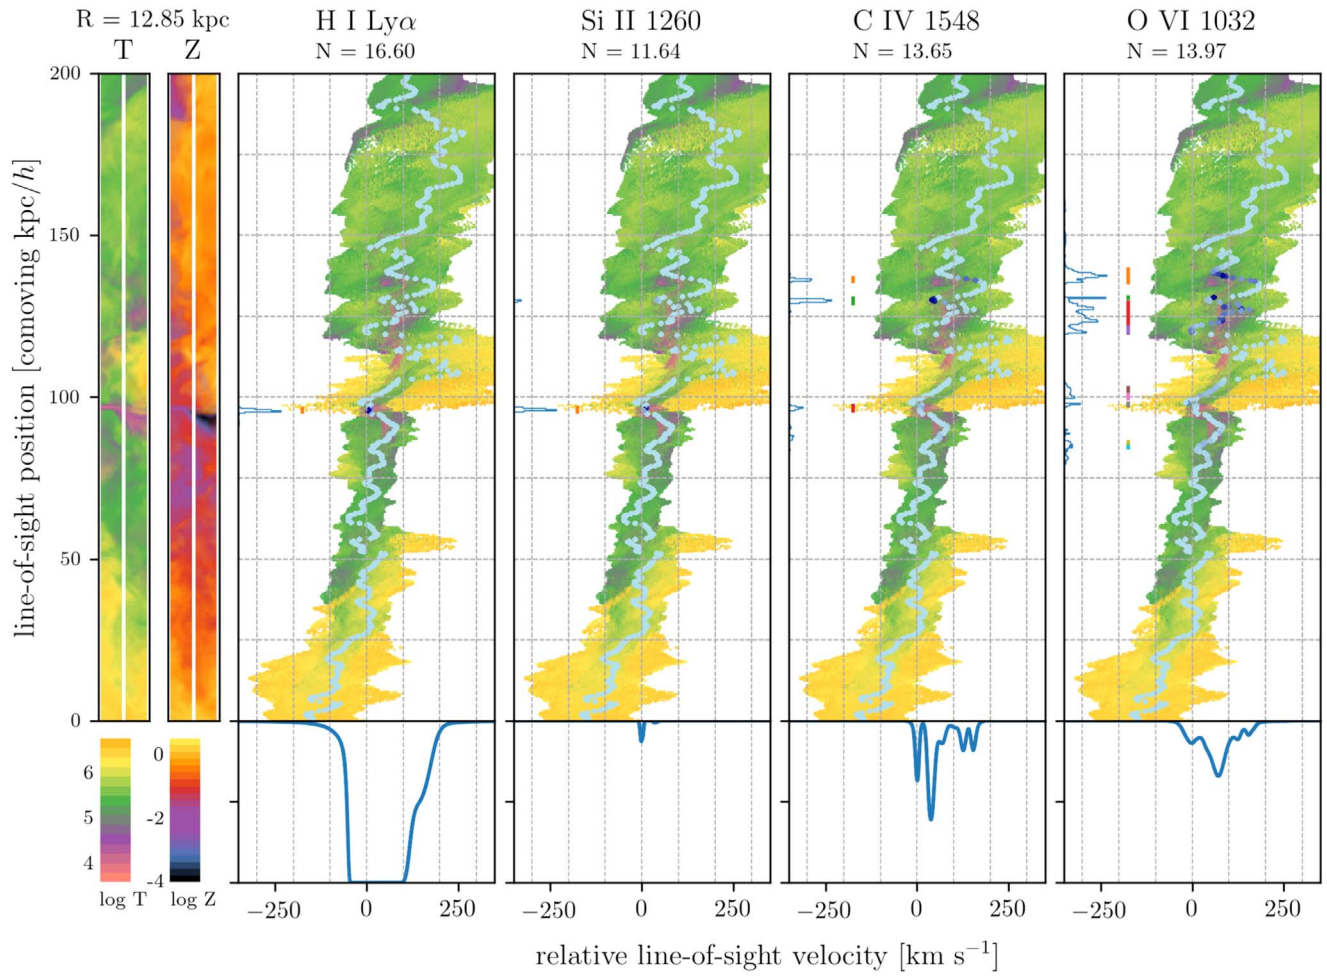 R = 12.85 kpc
T Z
H I Lyα
N = 16.60
Si II 1260
N = 11.64
C IV 1548
N = 13.65
O VI 1032
N = 13.97
200
150
100
50
0
line-of-sight position [comoving kpc/h]
6
5
4
log T
0
-2
-4
log Z
−250 0 250
−250 0 250
−250 0 250
−250 0 250
relative line-of-sight velocity [km s⁻¹]